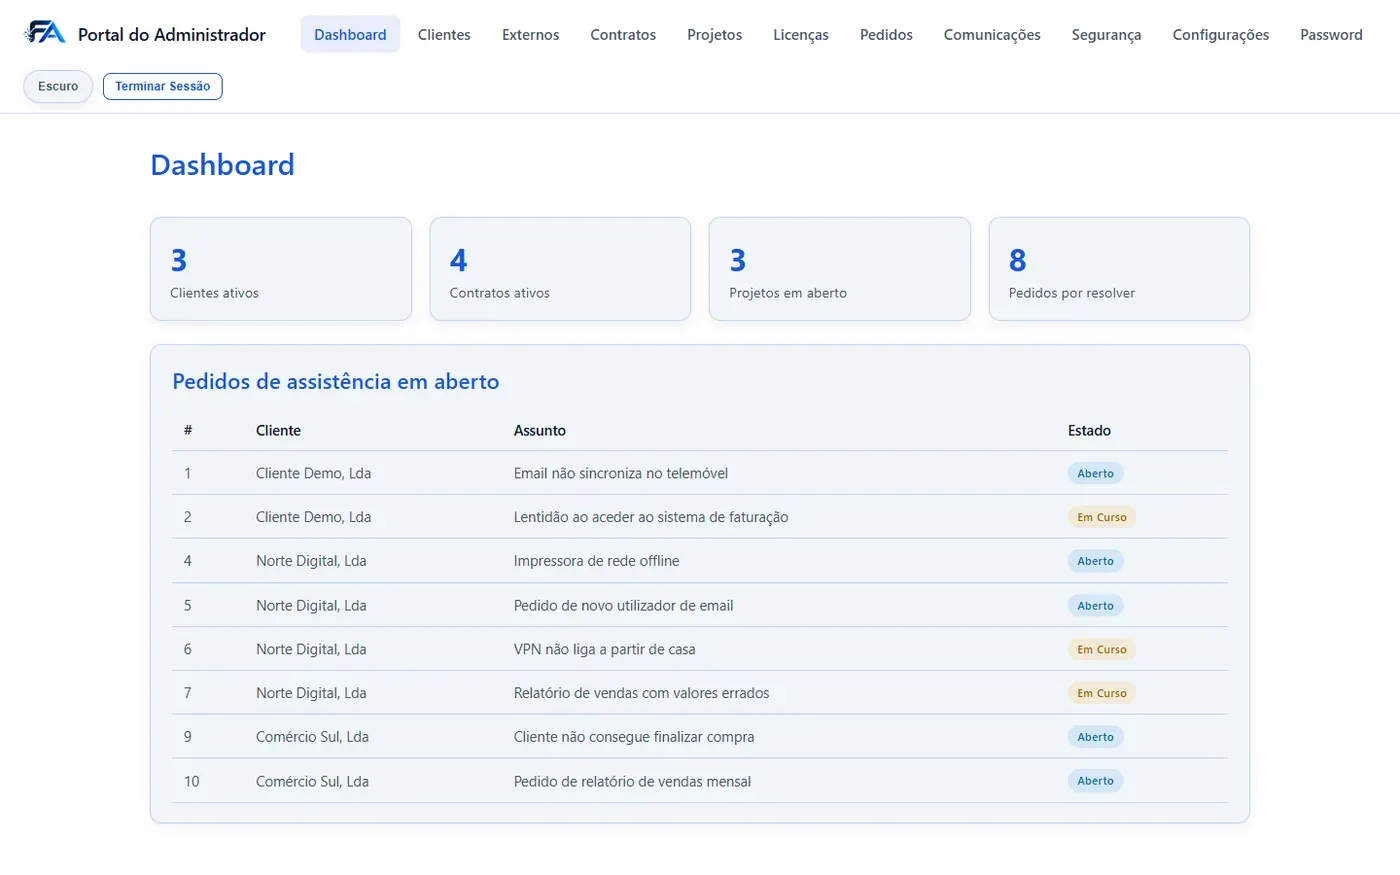 FA Portal do Administrador Dashboard Clientes Externos Contratos Projetos Licenças Pedidos Comunicações Segurança Configurações Password
Escuro Terminar Sessão
Dashboard
3 4 3 8
Clientes ativos Contratos ativos Projetos em aberto Pedidos por resolver
Pedidos de assistência em aberto
# Cliente Assunto Estado
1 Cliente Demo, Lda Email não sincroniza no telemóvel Aberto
2 Cliente Demo, Lda Lentidão ao aceder ao sistema de faturação Em Curso
4 Norte Digital, Lda Impressora de rede offline Aberto
5 Norte Digital, Lda Pedido de novo utilizador de email Aberto
6 Norte Digital, Lda VPN não liga a partir de casa Em Curso
7 Norte Digital, Lda Relatório de vendas com valores errados Em Curso
9 Comércio Sul, Lda Cliente não consegue finalizar compra Aberto
10 Comércio Sul, Lda Pedido de relatório de vendas mensal Aberto